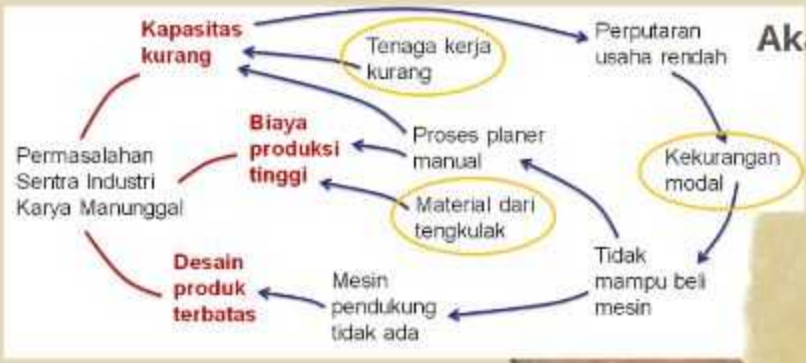 Kapasitas
kurang
Tenaga kerja
kurang
Perputaran
usaha rendah
Biaya
produksi
tinggi
Proses planer
manual
Kekurangan
modal
Permasalahan
Sentra Industri
Karya Manunggal
Material dari
tengkulak
Desain
produk
terbatas
Mesin
pendukung
tidak ada
Tidak
mampu beli
mesin